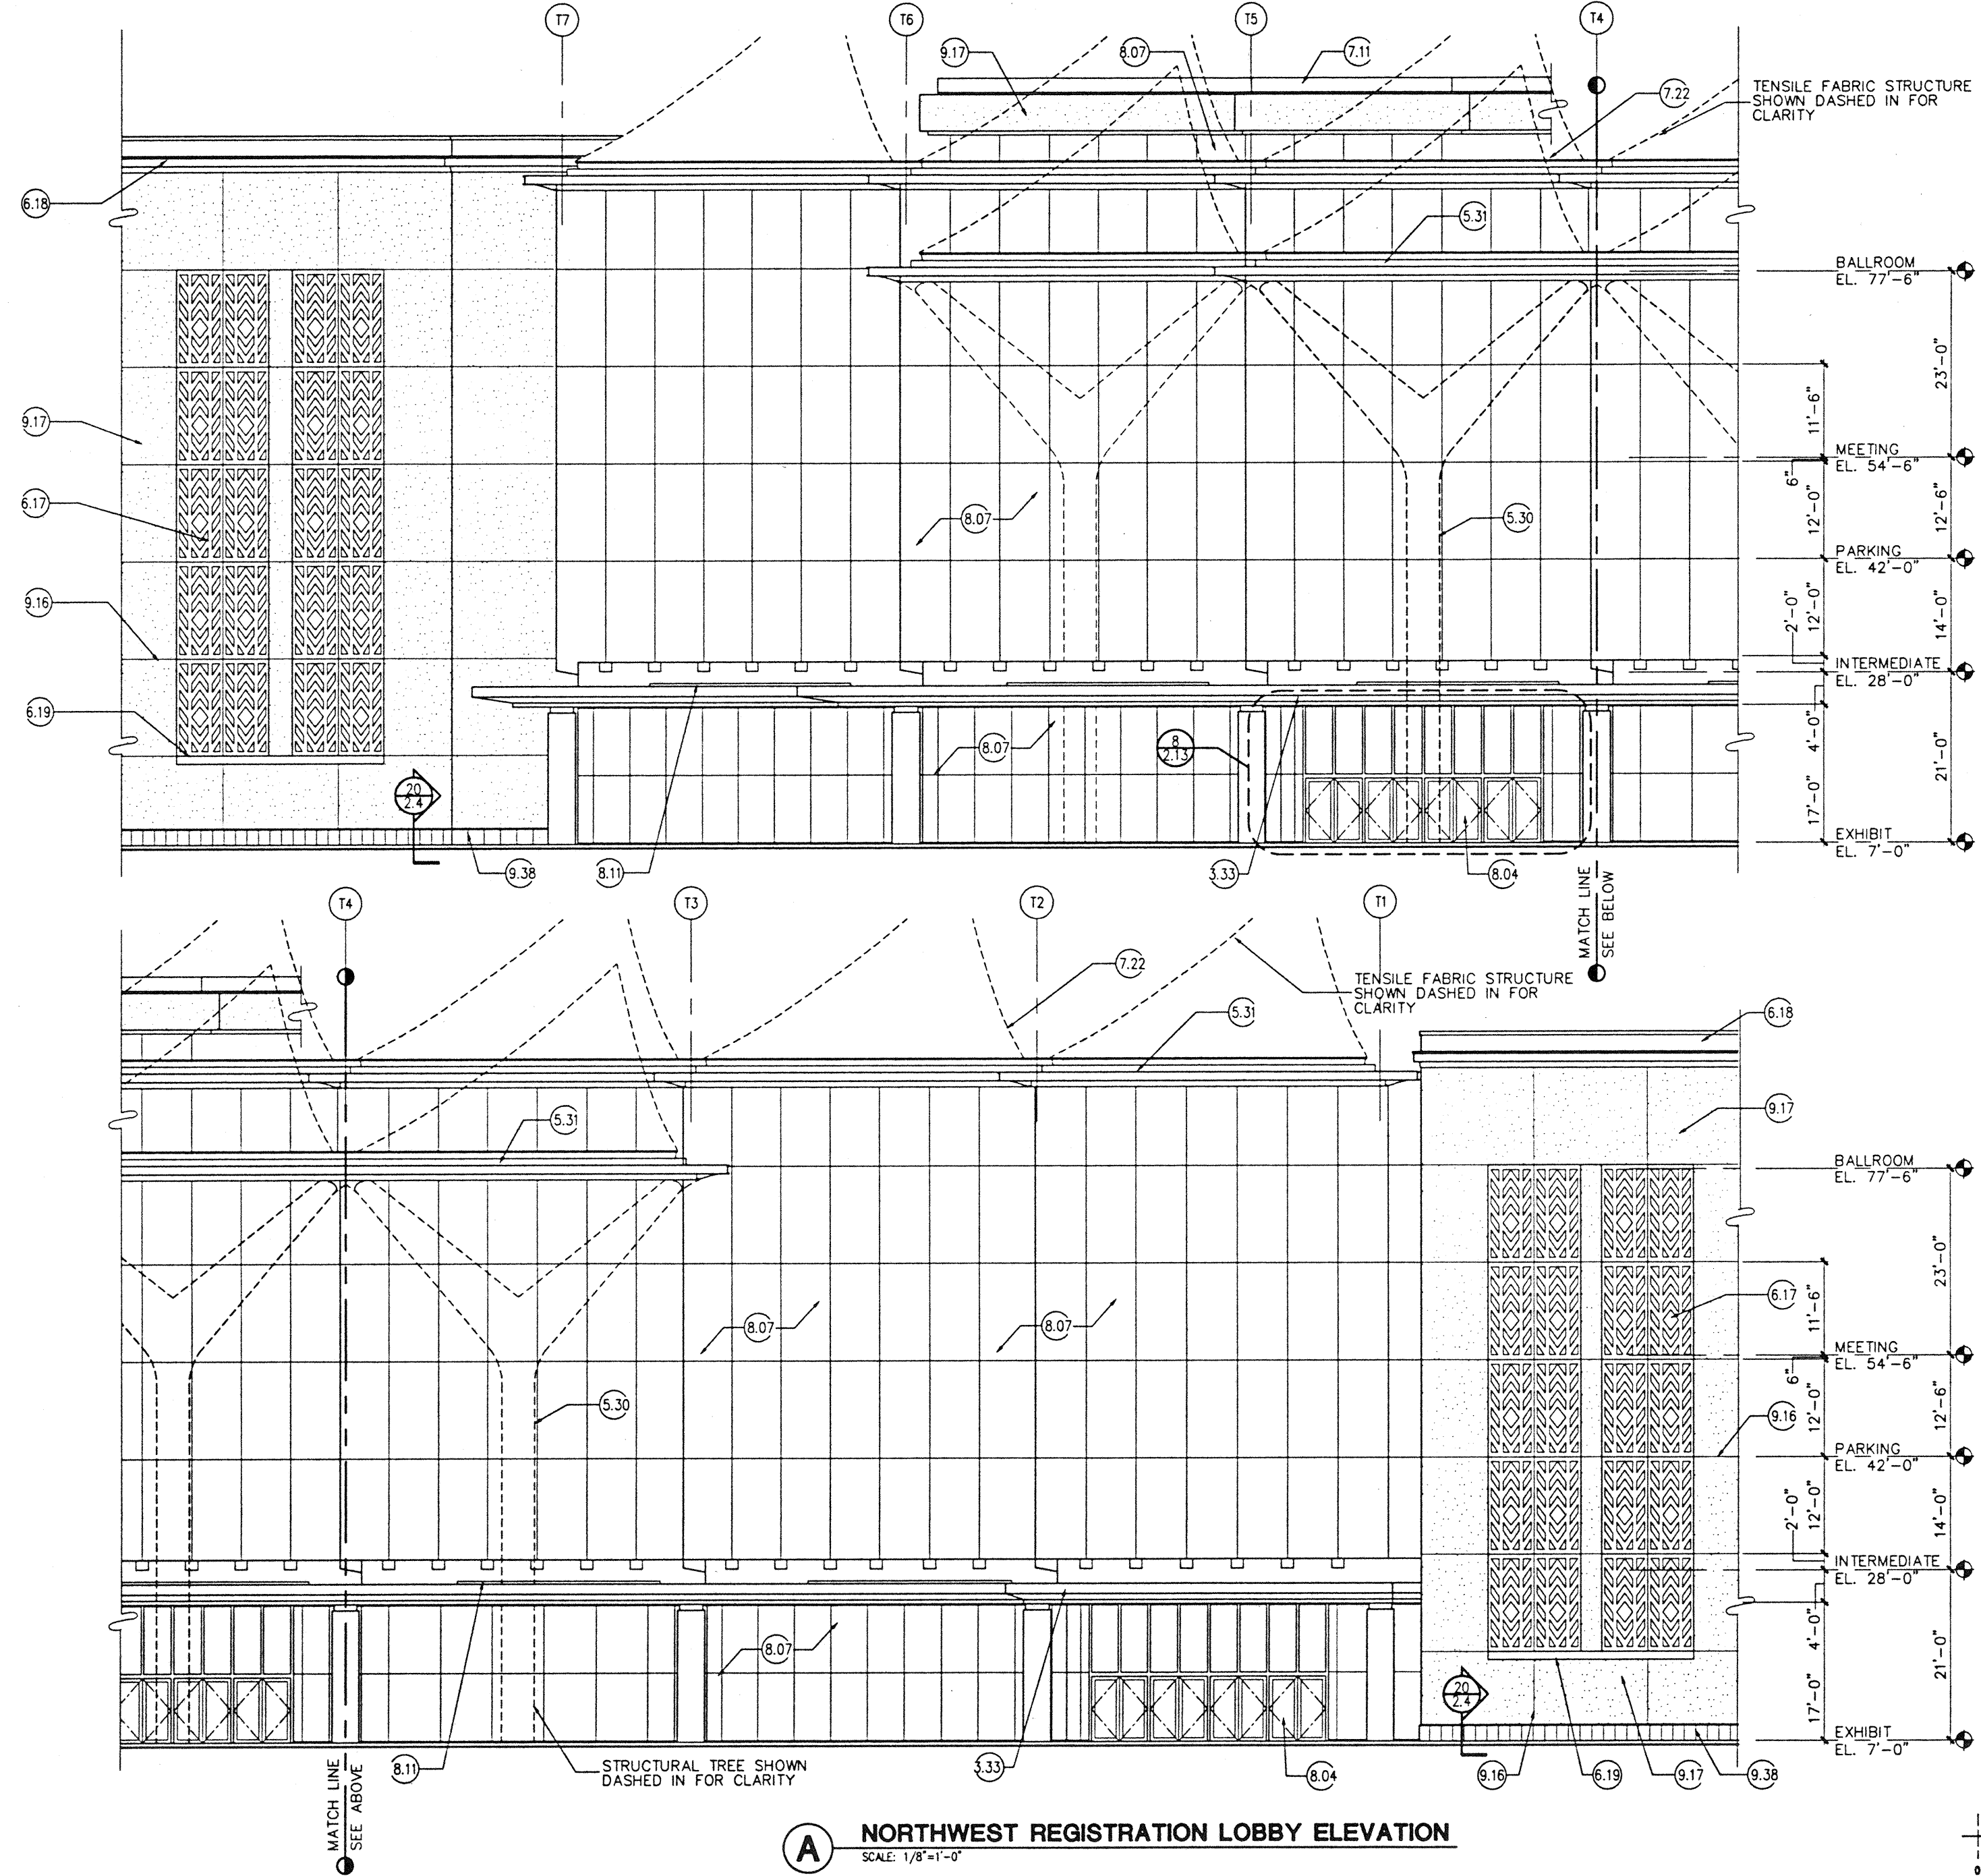 T7
T6
T5
T4
9.17
8.07
7.11
7.22
TENSILE FABRIC STRUCTURE
SHOWN DASHED IN FOR
CLARITY
6.18
5.31
BALLROOM
EL. 77'-6"
23'-0"
11'-6"
9.17
MEETING
EL. 54'-6"
6"
6.17
8.07
5.30
12'-0"
12'-6"
PARKING
EL. 42'-0"
9.16
2'-0"
12'-0"
14'-0"
INTERMEDIATE
EL. 28'-0"
6.19
8.07
8
2.13
4'-0"
21'-0"
20
2.4
17'-0"
EXHIBIT
EL. 7'-0"
9.38
8.11
3.33
8.04
MATCH LINE
SEE BELOW
T4
T3
T2
T1
7.22
TENSILE FABRIC STRUCTURE
SHOWN DASHED IN FOR
CLARITY
5.31
6.18
5.31
9.17
BALLROOM
EL. 77'-6"
23'-0"
6.17
11'-6"
8.07
8.07
MEETING
EL. 54'-6"
6"
5.30
9.16
12'-0"
12'-6"
PARKING
EL. 42'-0"
2'-0"
12'-0"
14'-0"
INTERMEDIATE
EL. 28'-0"
8.07
4'-0"
21'-0"
20
2.4
17'-0"
EXHIBIT
EL. 7'-0"
8.11
STRUCTURAL TREE SHOWN
DASHED IN FOR CLARITY
3.33
8.04
9.16
6.19
9.17
9.38
MATCH LINE
SEE ABOVE
A
NORTHWEST REGISTRATION LOBBY ELEVATION
SCALE: 1/8"=1'-0"